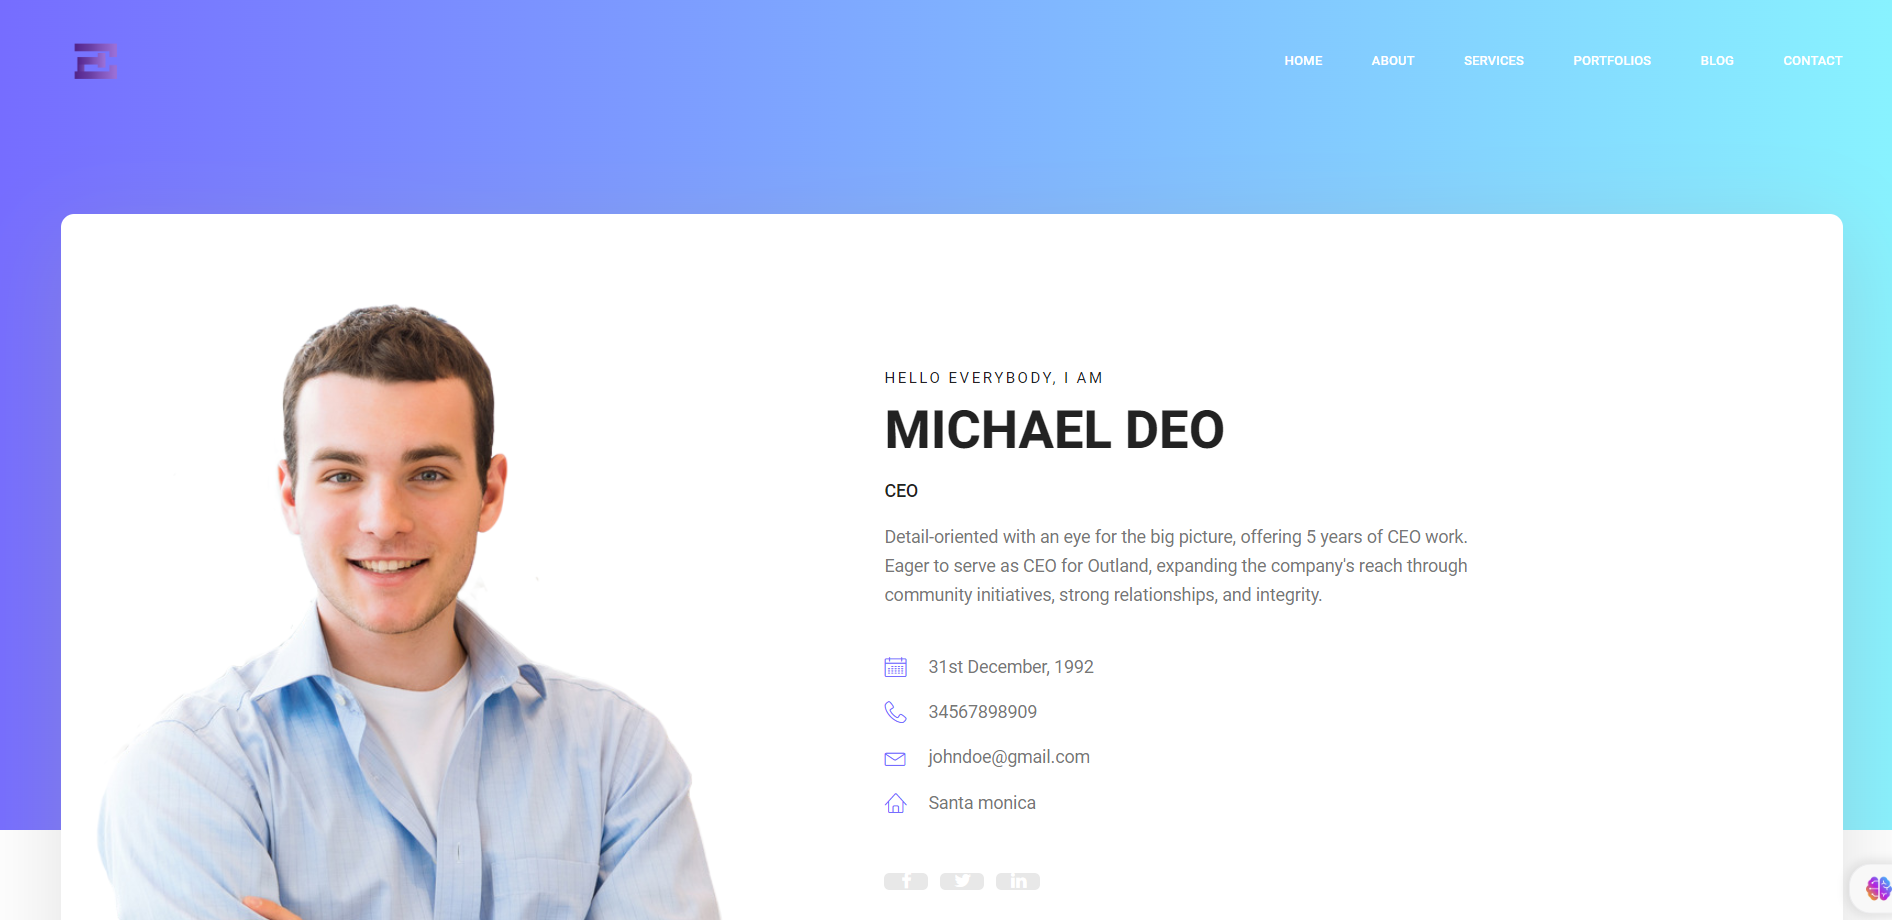 HOME ABOUT SERVICES PORTFOLIOS BLOG CONTACT
HELLO EVERYBODY, I AM
MICHAEL DEO
CEO
Detail-oriented with an eye for the big picture, offering 5 years of CEO work.
Eager to serve as CEO for Outland, expanding the company's reach through
community initiatives, strong relationships, and integrity.
31st December, 1992
34567898909
johndoe@gmail.com
Santa monica